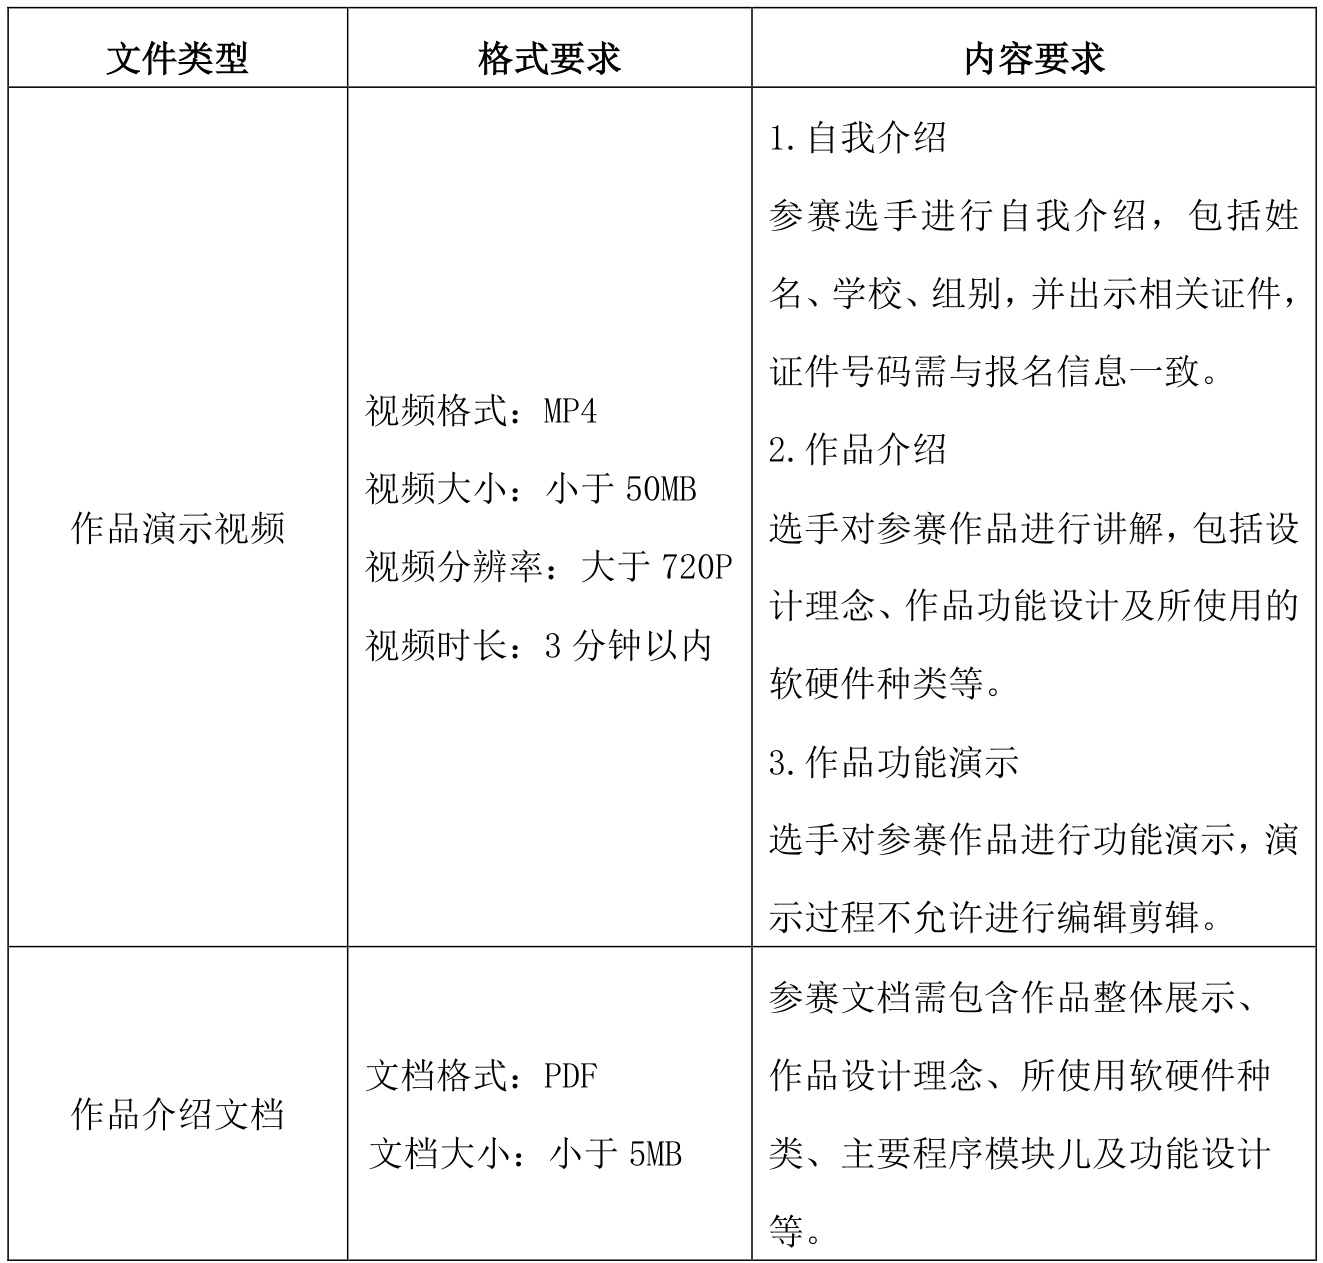 文件类型
格式要求
内容要求
作品演示视频
视频格式：MP4
视频大小：小于 50MB
视频分辨率：大于 720P
视频时长：3 分钟以内
1.自我介绍
参赛选手进行自我介绍，包括姓
名、学校、组别，并出示相关证件，
证件号码需与报名信息一致。
2.作品介绍
选手对参赛作品进行讲解，包括设
计理念、作品功能设计及所使用的
软硬件种类等。
3.作品功能演示
选手对参赛作品进行功能演示，演
示过程不允许进行编辑剪辑。
作品介绍文档
文档格式：PDF
文档大小：小于 5MB
参赛文档需包含作品整体展示、
作品设计理念、所使用软硬件种
类、主要程序模块儿及功能设计
等。